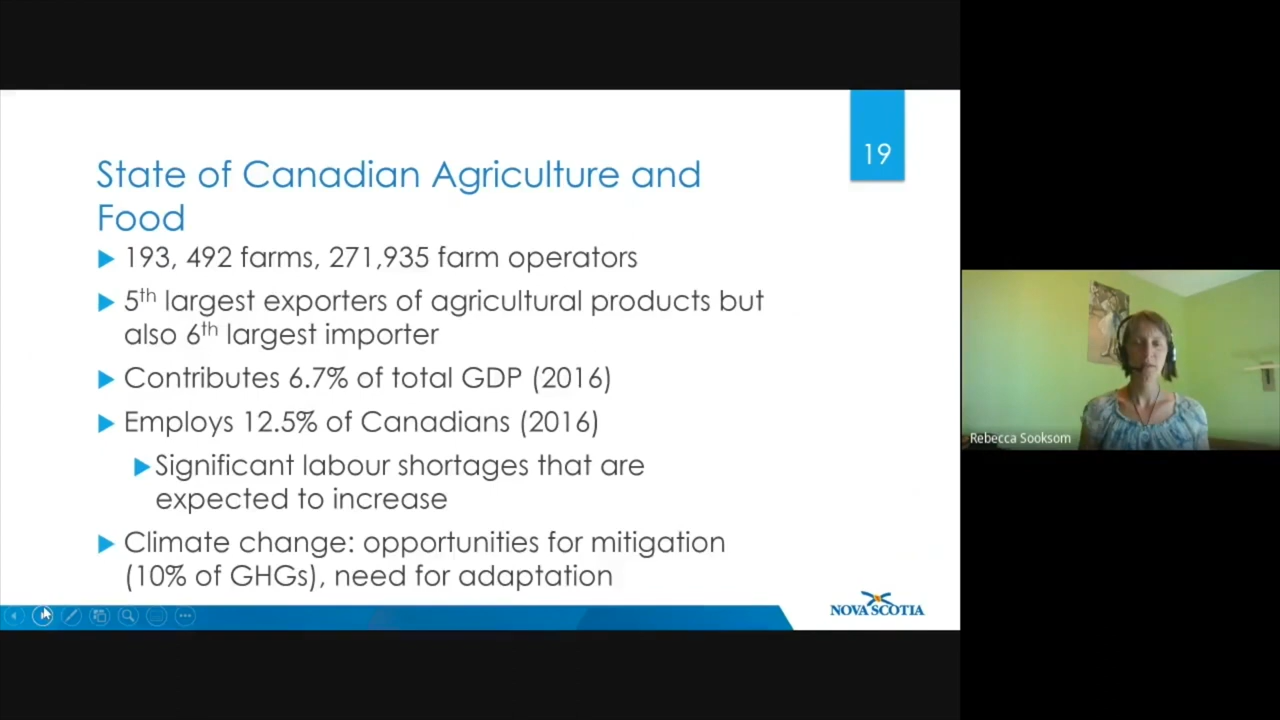 19
State of Canadian Agriculture and
Food
193, 492 farms, 271,935 farm operators
5th largest exporters of agricultural products but
also 6th largest importer
Contributes 6.7% of total GDP (2016)
Employs 12.5% of Canadians (2016)
Significant labour shortages that are
expected to increase
Climate change: opportunities for mitigation
(10% of GHGs), need for adaptation
NOVA SCOTIA
Rebecca Sooksom